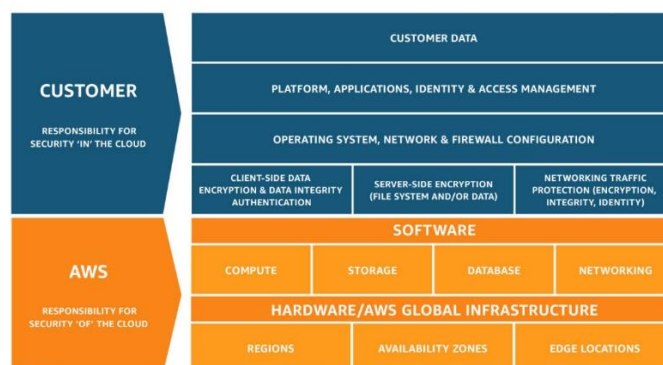 CUSTOMER
RESPONSIBILITY FOR
SECURITY 'IN' THE CLOUD
CUSTOMER DATA
PLATFORM, APPLICATIONS, IDENTITY & ACCESS MANAGEMENT
OPERATING SYSTEM, NETWORK & FIREWALL CONFIGURATION
CLIENT-SIDE DATA
ENCRYPTION & DATA INTEGRITY
AUTHENTICATION
SERVER-SIDE ENCRYPTION
(FILE SYSTEM AND/OR DATA)
NETWORKING TRAFFIC
PROTECTION (ENCRYPTION,
INTEGRITY, IDENTITY)
AWS
RESPONSIBILITY FOR
SECURITY 'OF' THE CLOUD
SOFTWARE
COMPUTE
STORAGE
DATABASE
NETWORKING
HARDWARE/AWS GLOBAL INFRASTRUCTURE
REGIONS
AVAILABILITY ZONES
EDGE LOCATIONS